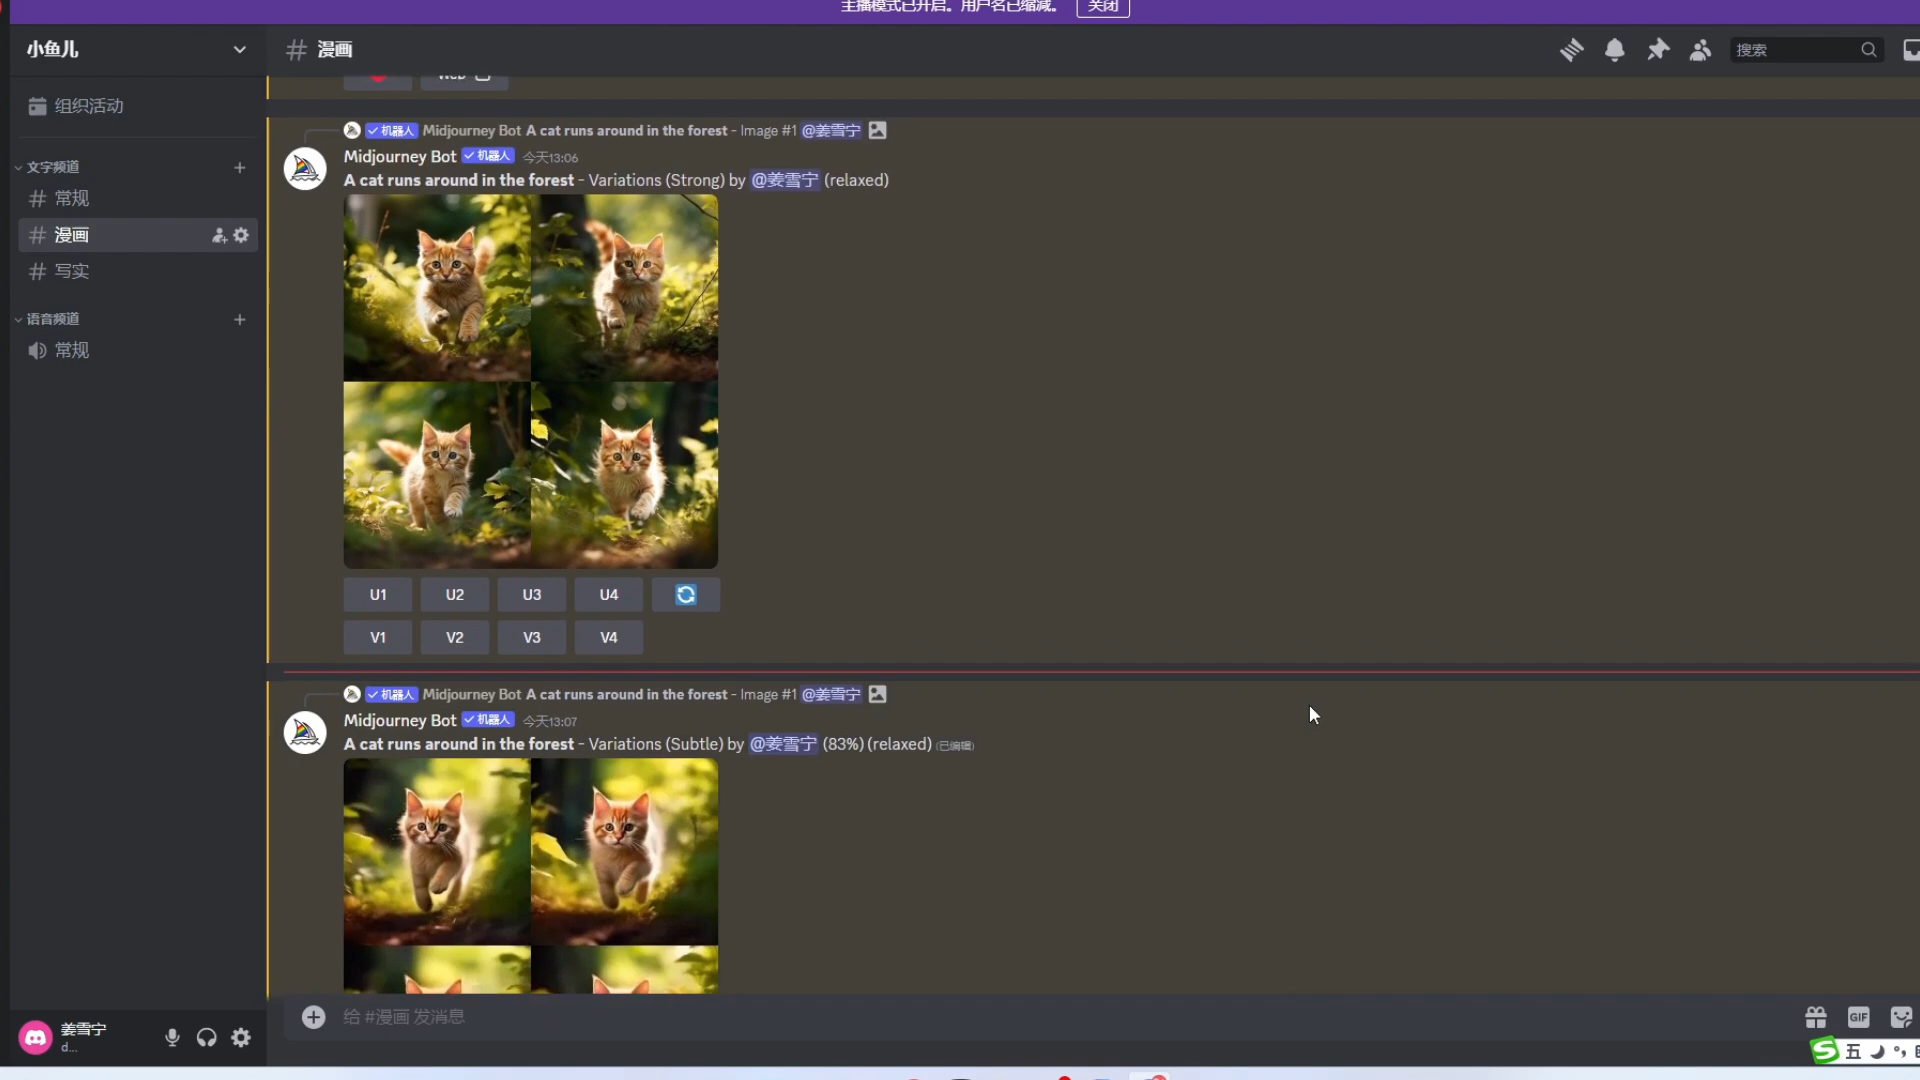 主播模式已开启。用户名已缩减。 关闭
小鱼儿
# 漫画
搜索
组织活动
Web
文字频道
常规
漫画
写实
语音频道
常规
机器人 Midjourney Bot A cat runs around in the forest - Image #1 @姜雪宁
Midjourney Bot 机器人 今天13:06
A cat runs around in the forest - Variations (Strong) by @姜雪宁 (relaxed)
U1 U2 U3 U4
V1 V2 V3 V4
机器人 Midjourney Bot A cat runs around in the forest - Image #1 @姜雪宁
Midjourney Bot 机器人 今天13:07
A cat runs around in the forest - Variations (Subtle) by @姜雪宁 (83%) (relaxed) (已编辑)
给 #漫画 发消息
GIF
姜雪宁
d...
S 五